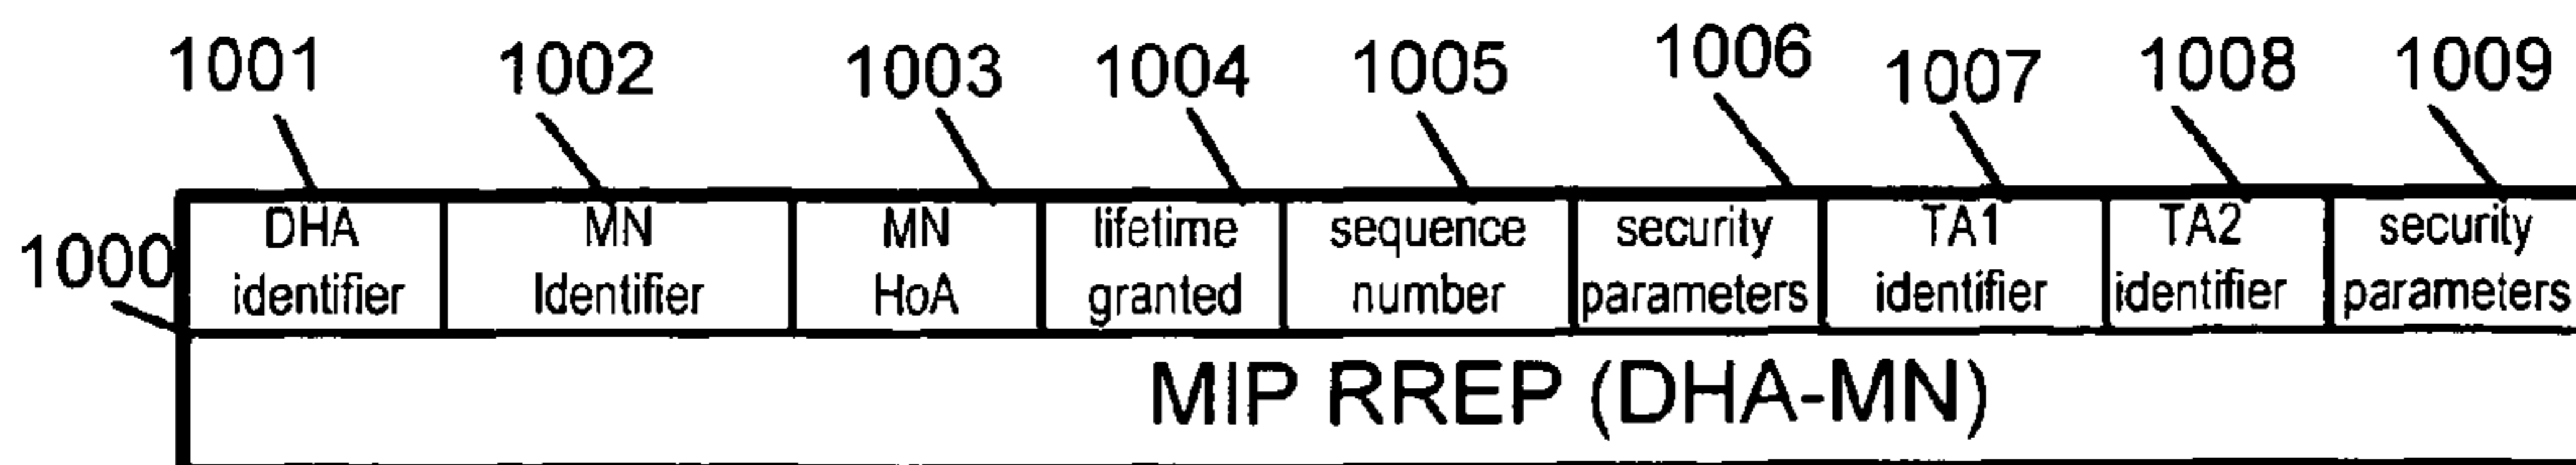 1001 1002 1003 1004 1005 1006 1007 1008 1009
1000
DHA identifier
MN Identifier
MN HoA
lifetime granted
sequence number
security parameters
TA1 identifier
TA2 identifier
security parameters
MIP RREP (DHA-MN)